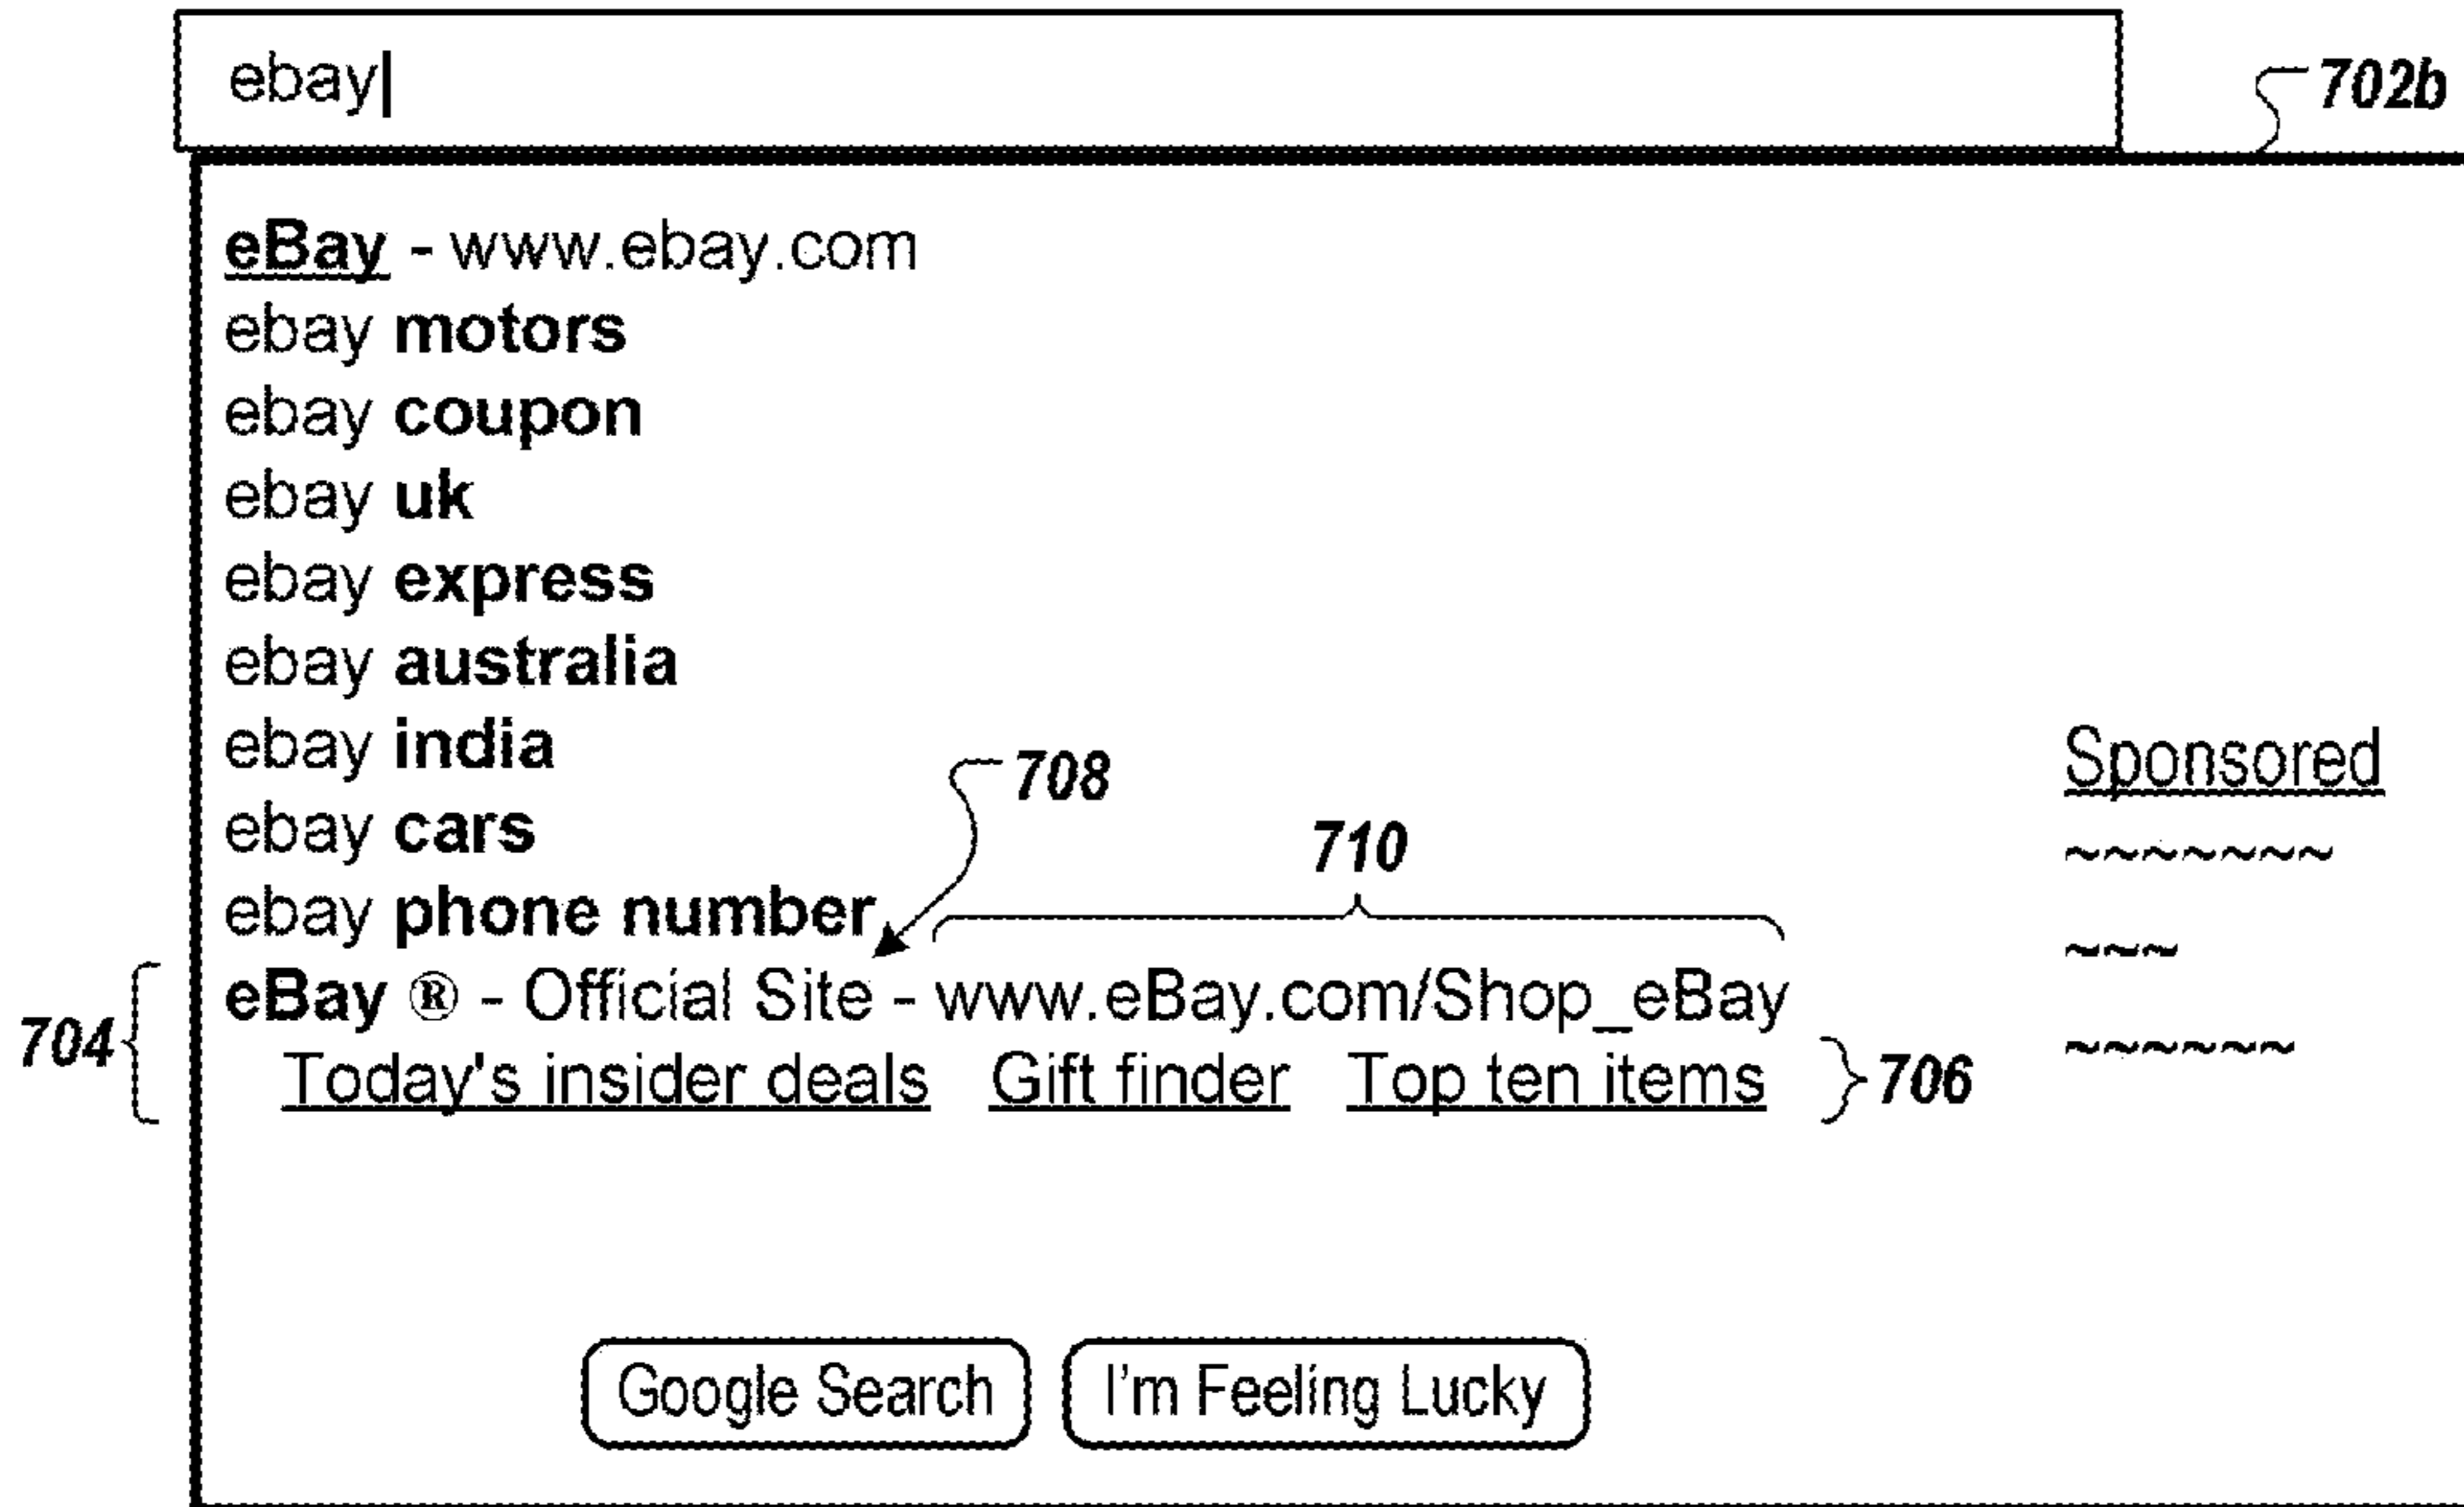 ebay
702b
eBay - www.ebay.com
ebay motors
ebay coupon
ebay uk
ebay express
ebay australia
ebay india
708
Sponsored
ebay cars
710
~~~~~~~
ebay phone number
~~~
eBay ® - Official Site - www.eBay.com/Shop_eBay
704
~~~~~~
Today's insider deals Gift finder Top ten items
706
Google Search I'm Feeling Lucky